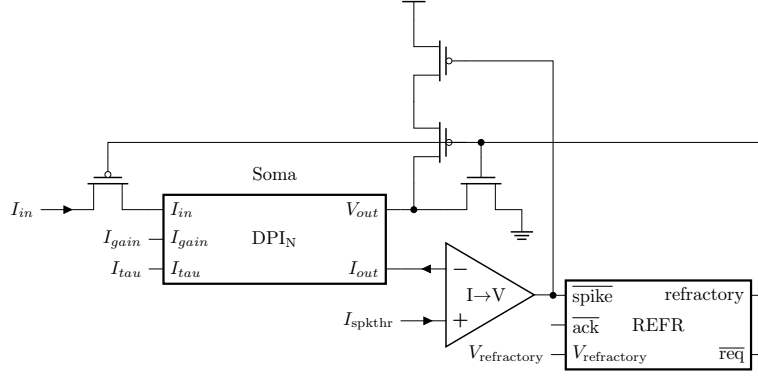 Soma
I_in
I_in
V_out
I_gain
I_gain
DPI_N
I_tau
I_tau
I_out
−
I→V
+
I_spkthr
spike
refractory
ack
REFR
V_refractory
V_refractory
req